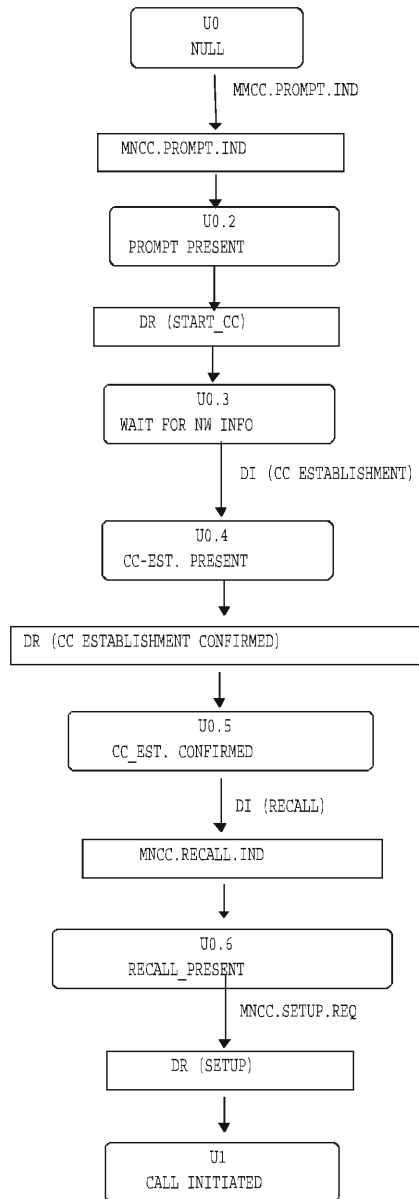 U0
NULL
MMCC.PROMPT.IND
MNCC.PROMPT.IND
U0.2
PROMPT PRESENT
DR (START_CC)
U0.3
WAIT FOR NW INFO
DI (CC ESTABLISHMENT)
U0.4
CC-EST. PRESENT
DR (CC ESTABLISHMENT CONFIRMED)
U0.5
CC_EST. CONFIRMED
DI (RECALL)
MNCC.RECALL.IND
U0.6
RECALL_PRESENT
MNCC.SETUP.REQ
DR (SETUP)
U1
CALL INITIATED